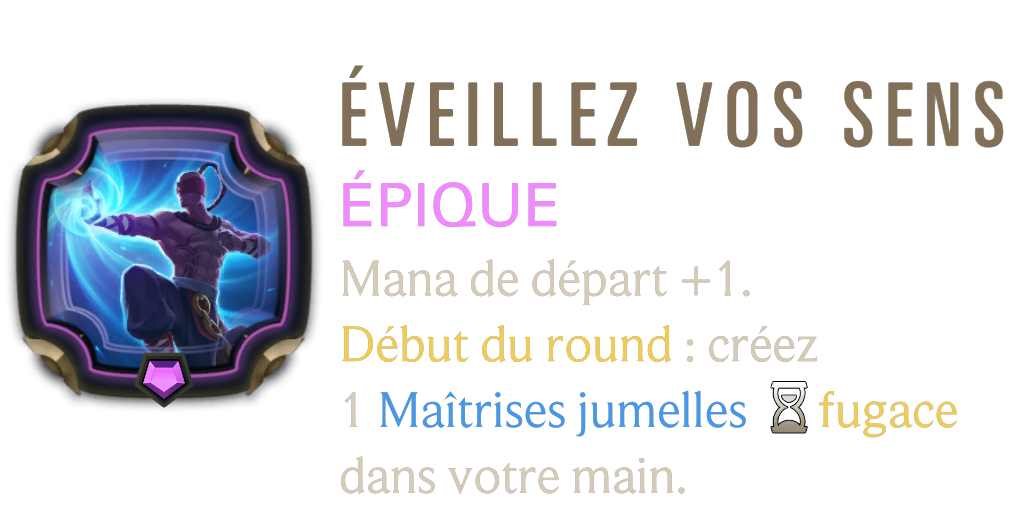 ÉVEILLEZ VOS SENS
ÉPIQUE
Mana de départ +1.
Début du round : créez
1 Maîtrises jumelles fugace
dans votre main.